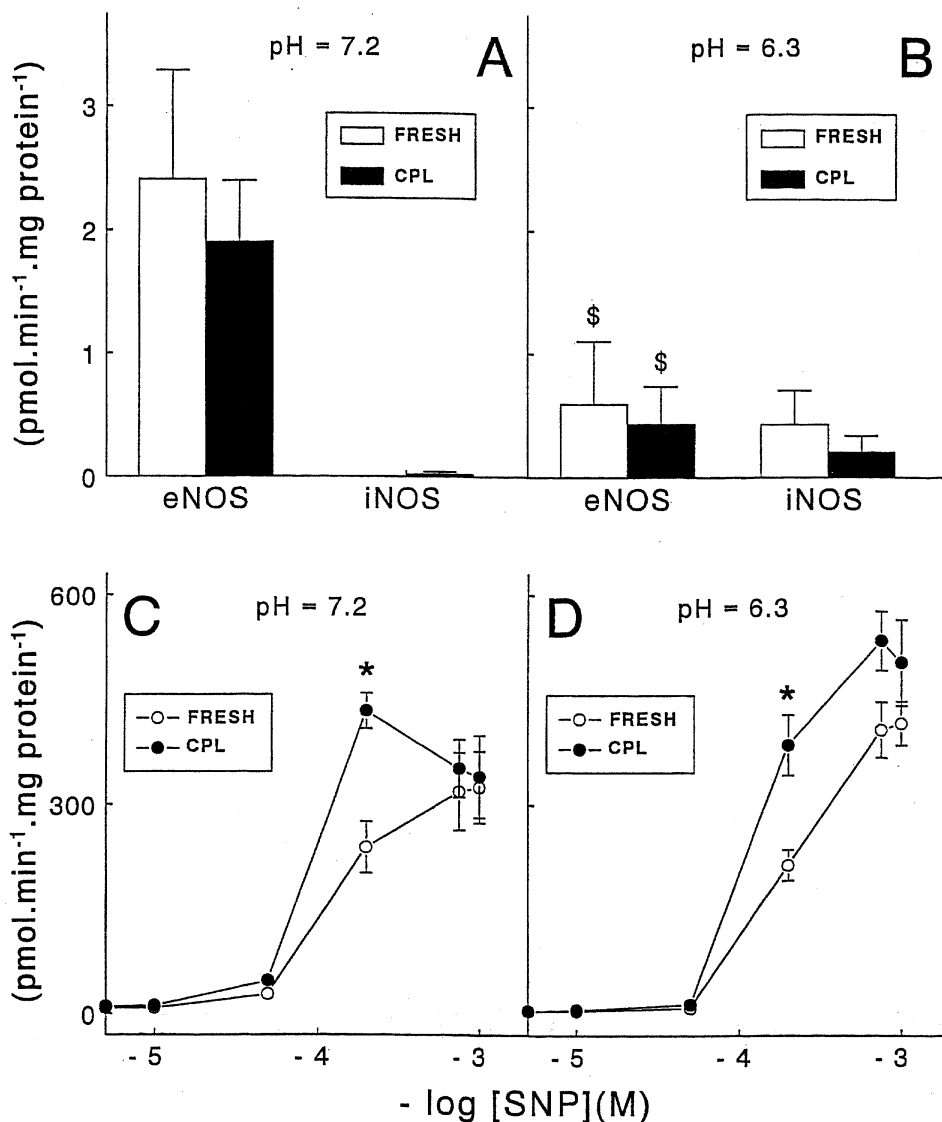 pH = 7.2
A
FRESH
CPL
3
2
1
0
(pmol.min⁻¹.mg protein⁻¹)
eNOS
iNOS
pH = 6.3
B
FRESH
CPL
$
$
eNOS
iNOS
600
300
0
(pmol.min⁻¹.mg protein⁻¹)
C
pH = 7.2
*
FRESH
CPL
- 5
- 4
- 3
D
pH = 6.3
*
FRESH
CPL
- 5
- 4
- 3
- log [SNP](M)